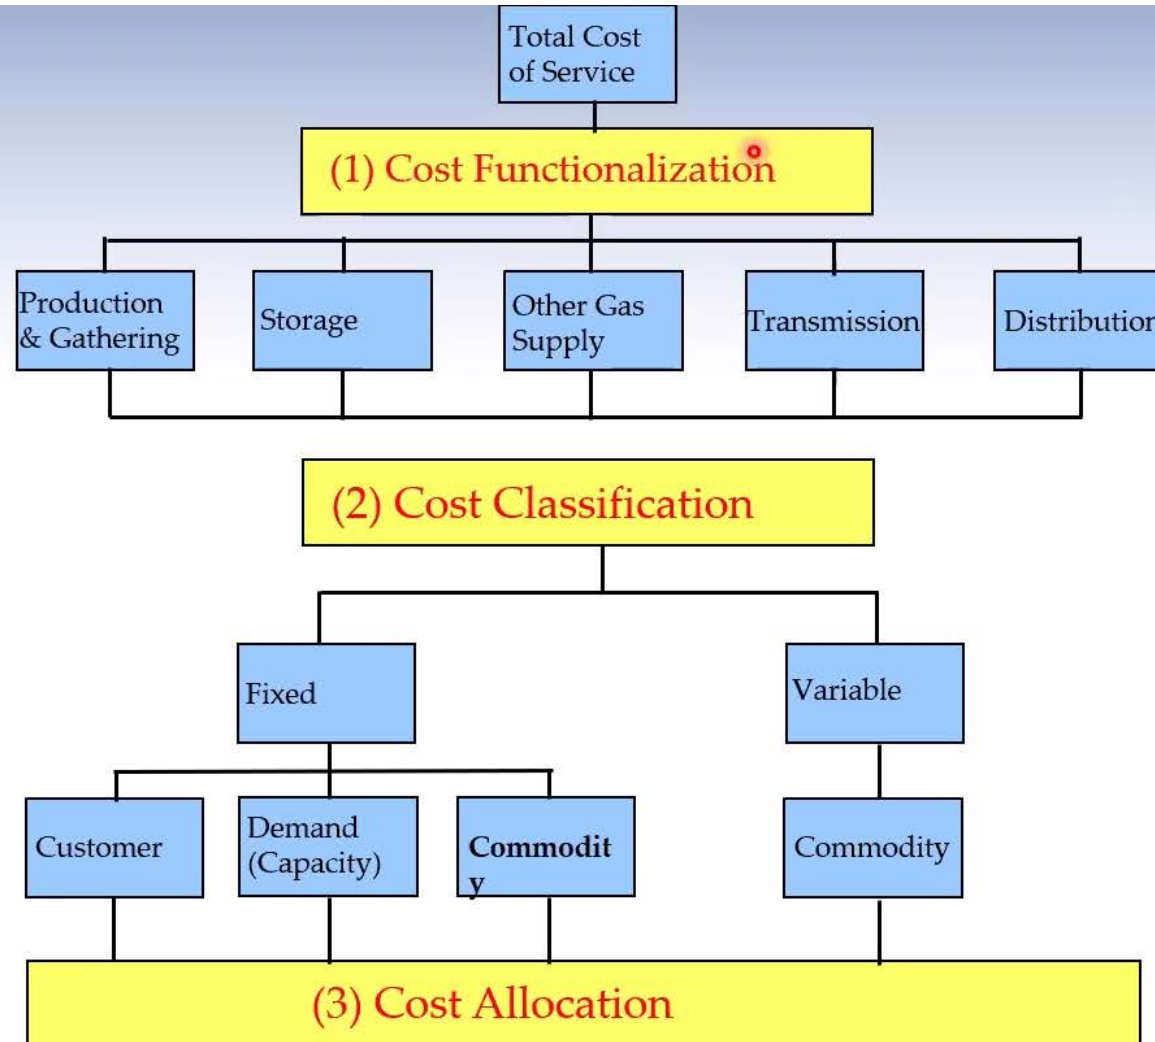 Total Cost
of Service
(1) Cost Functionalization
Production
& Gathering
Storage
Other Gas
Supply
Transmission
Distribution
(2) Cost Classification
Fixed
Variable
Customer
Demand
(Capacity)
Commodit
y
Commodity
(3) Cost Allocation